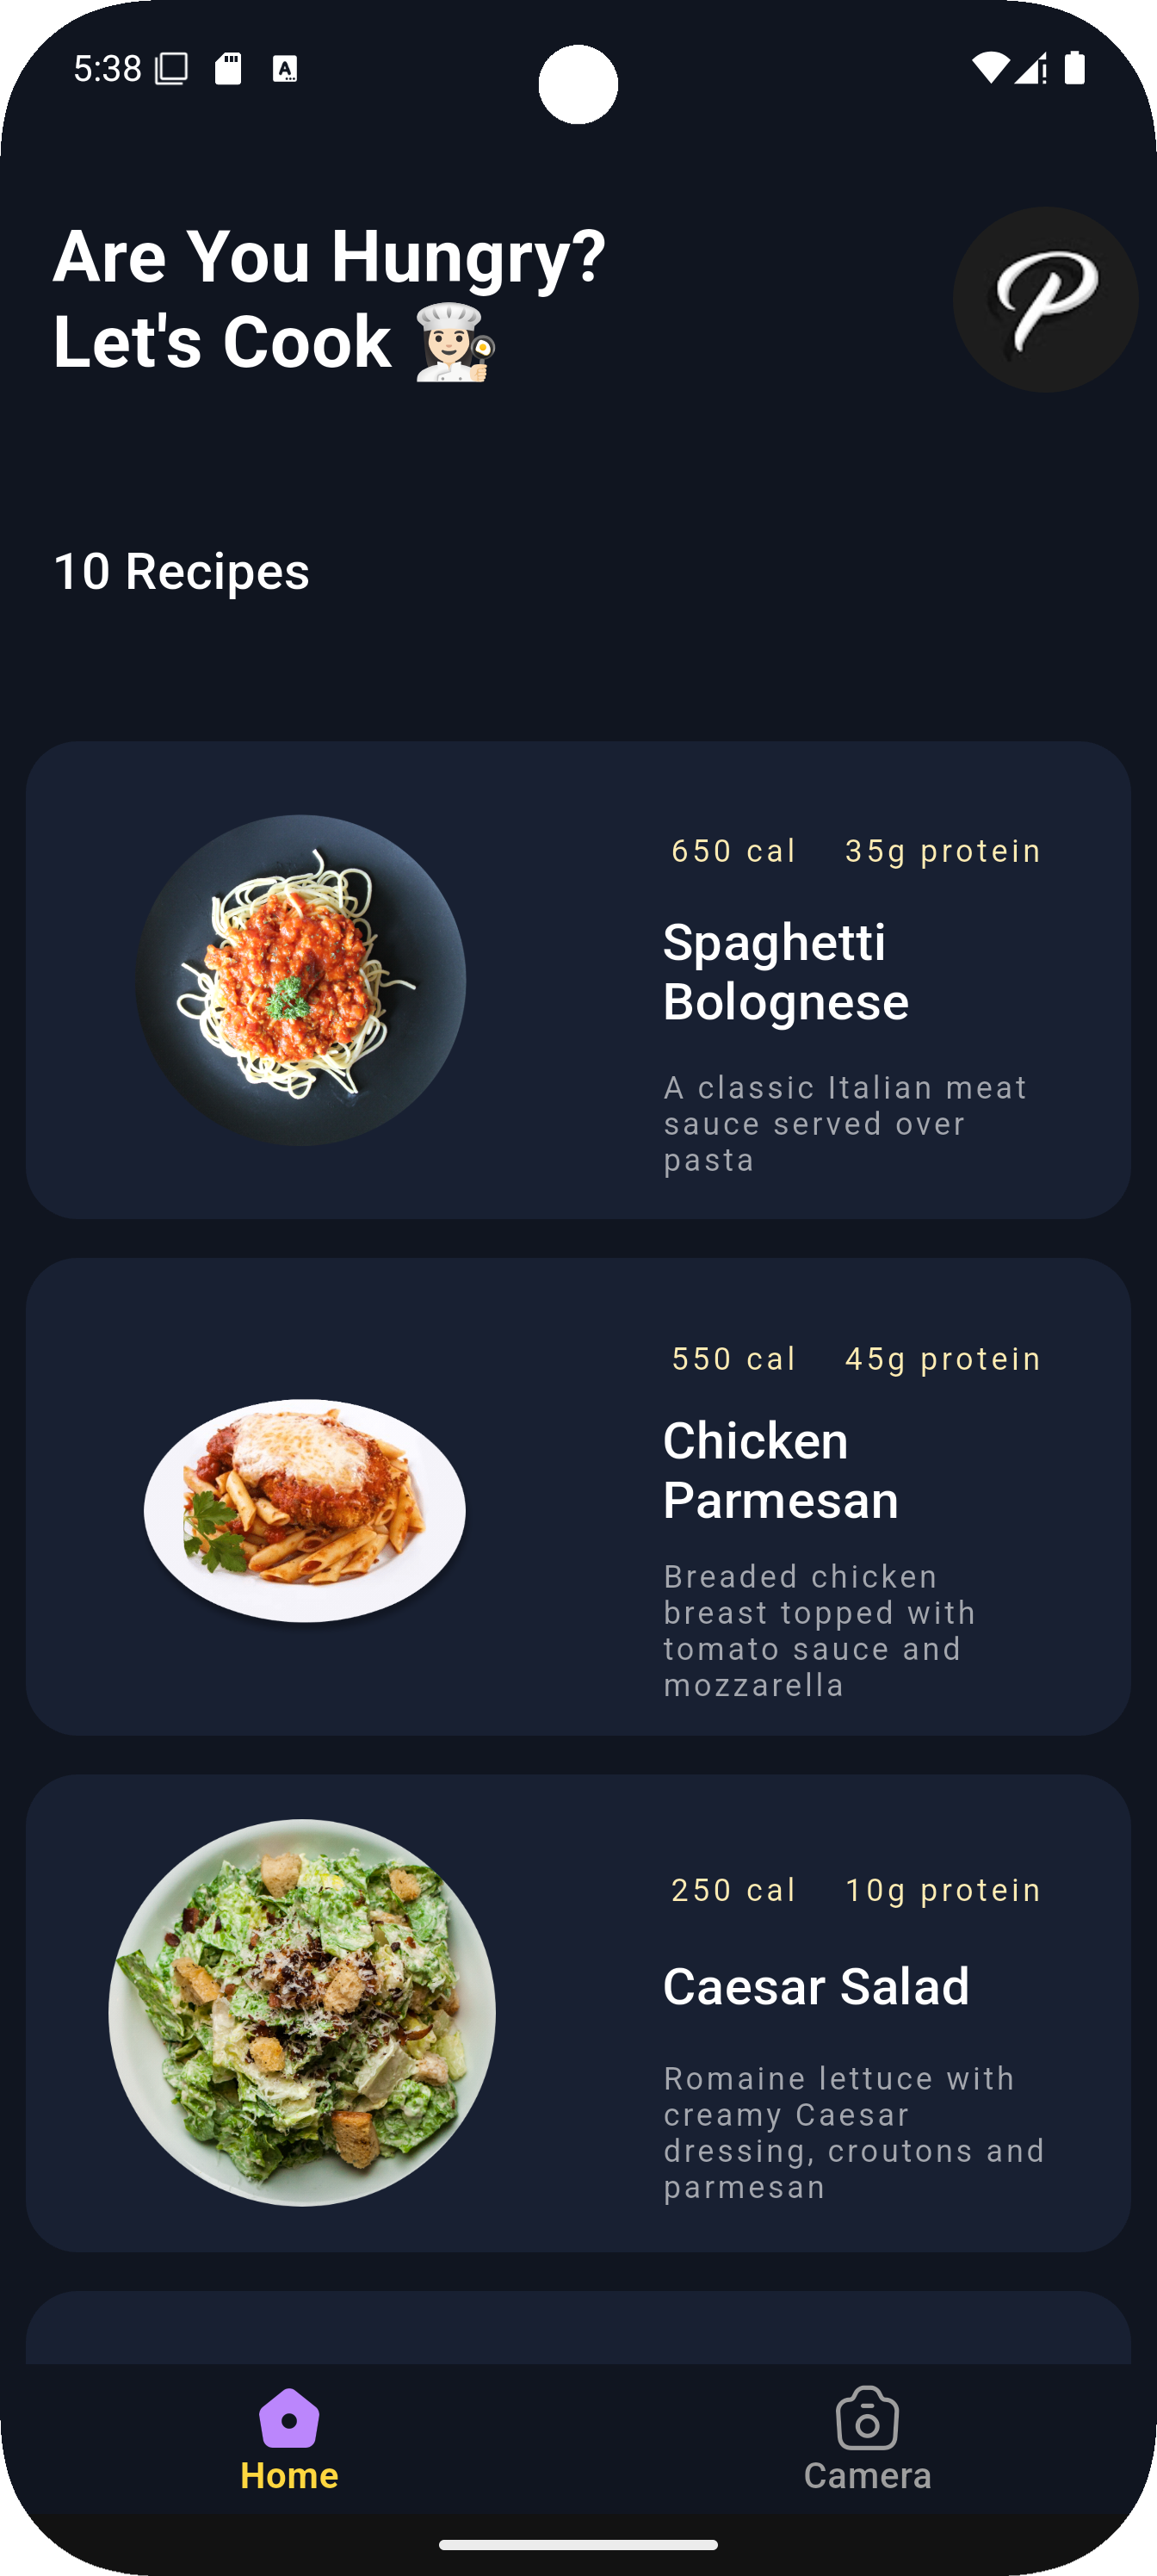 5:38
Are You Hungry?
Let's Cook 👩🏻‍🍳
P
10 Recipes
650 cal 35g protein
Spaghetti
Bolognese
A classic Italian meat
sauce served over
pasta
550 cal 45g protein
Chicken
Parmesan
Breaded chicken
breast topped with
tomato sauce and
mozzarella
250 cal 10g protein
Caesar Salad
Romaine lettuce with
creamy Caesar
dressing, croutons and
parmesan
Home
Camera